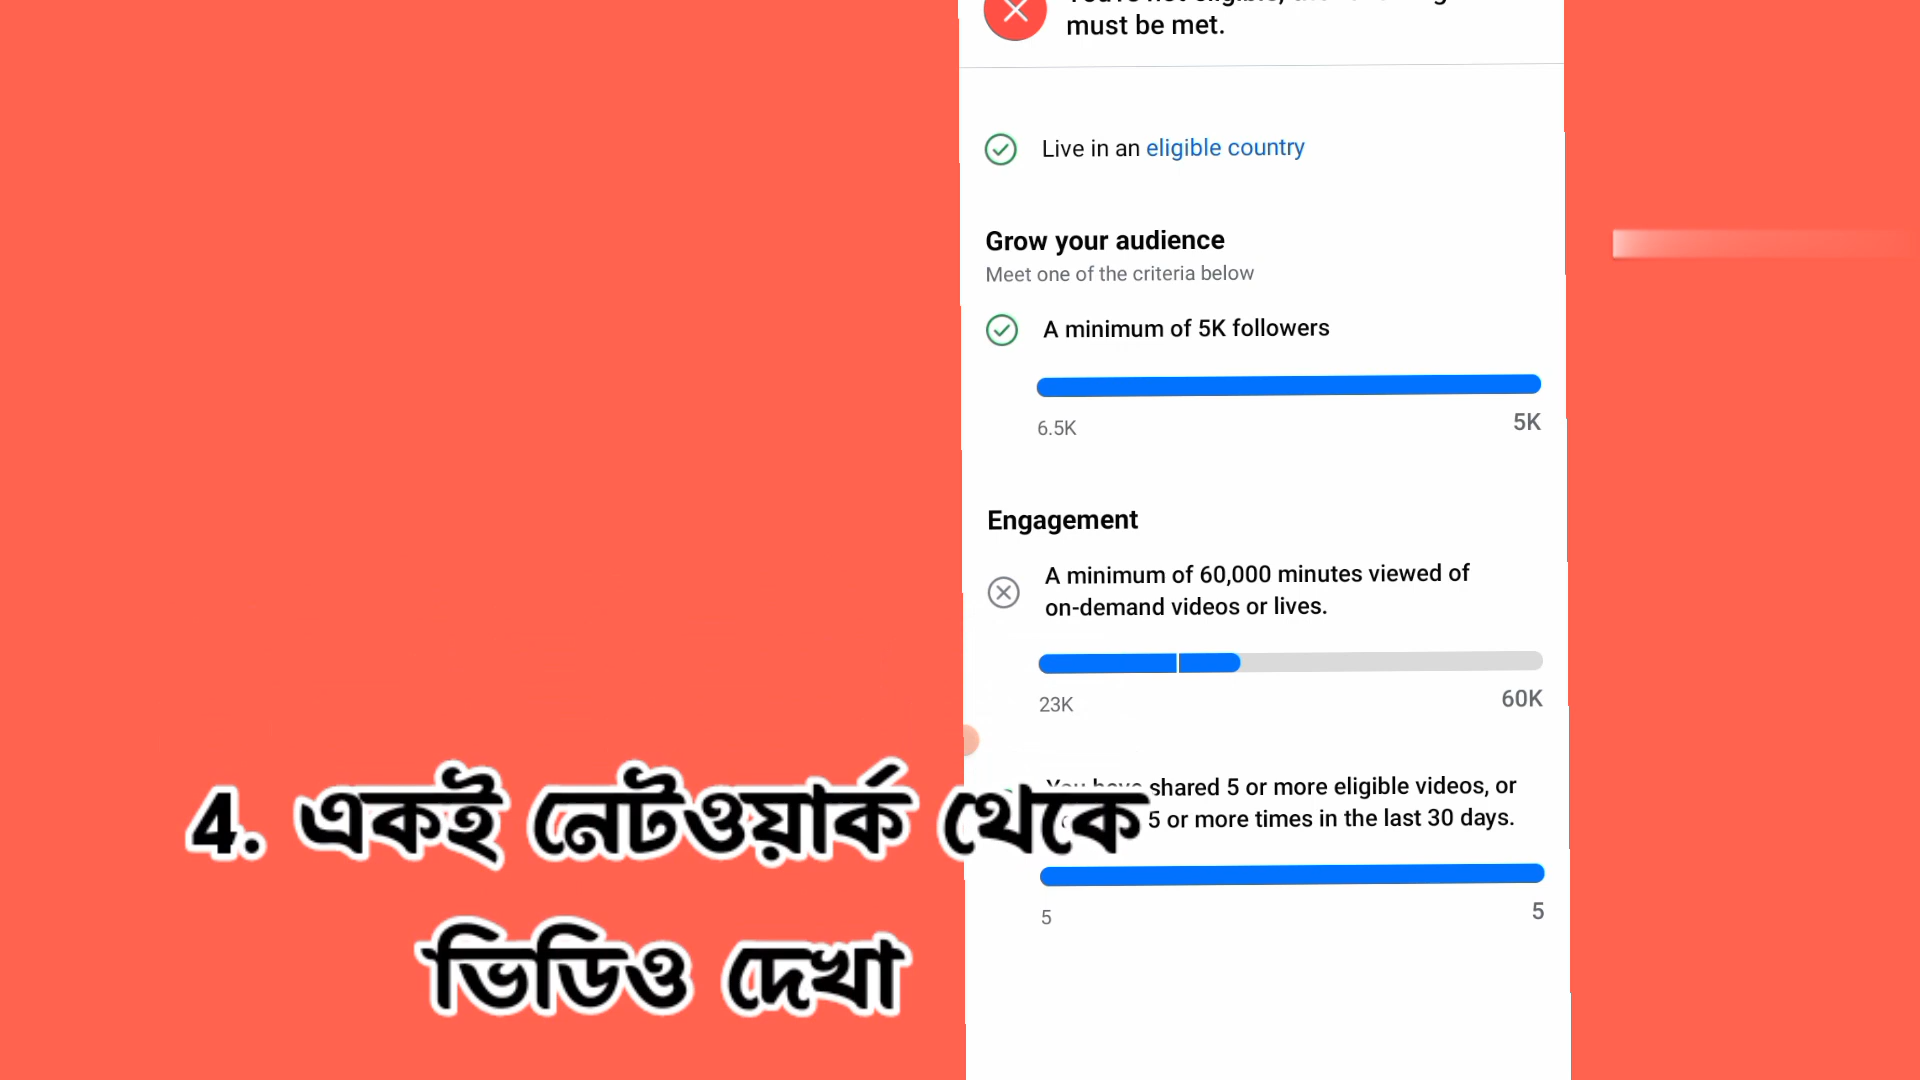 must be met.
Live in an eligible country
Grow your audience
Meet one of the criteria below
A minimum of 5K followers
6.5K 5K
Engagement
A minimum of 60,000 minutes viewed of
on-demand videos or lives.
23K 60K
shared 5 or more eligible videos, or
5 or more times in the last 30 days.
5 5
4. একই নেটওয়ার্ক থেকে
ভিডিও দেখা